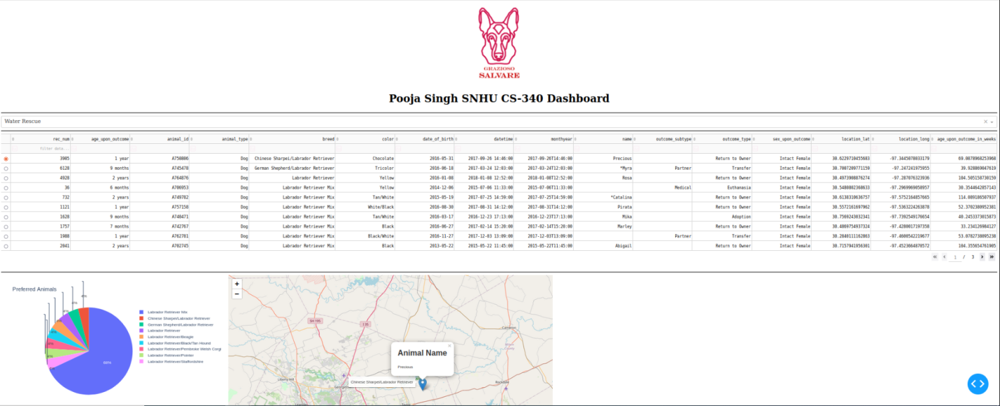 GRAZIOSO
SALVARE
Pooja Singh SNHU CS-340 Dashboard
Water Rescue
rec_num age_upon_outcome animal_id animal_type breed color date_of_birth datetime monthyear name outcome_subtype outcome_type sex_upon_outcome location_lat location_long age_upon_outcome_in_weeks
filter data...
3905 1 year A758006 Dog Chinese Sharpei/Labrador Retriever Chocolate 2016-05-31 2017-09-26 14:46:00 2017-09-26T14:46:00 Precious Return to Owner Intact Female 30.6229710455683 -97.3445078033179 69.0878968253968
6128 9 months A745478 Dog German Shepherd/Labrador Retriever Tricolor 2016-06-18 2017-03-24 12:03:00 2017-03-24T12:03:00 *Myra Partner Transfer Intact Female 30.7087209771159 -97.247241975955 39.928869047619
4928 2 years A764876 Dog Labrador Retriever Yellow 2016-01-08 2018-01-08 12:52:00 2018-01-08T12:52:00 Rosa Return to Owner Intact Female 30.4973908876274 -97.287076323936 104.505158730159
36 6 months A706953 Dog Labrador Retriever Mix Yellow 2014-12-06 2015-07-06 11:33:00 2015-07-06T11:33:00 Medical Euthanasia Intact Female 30.5480802368633 -97.2969969058957 30.3544642857143
732 2 years A749782 Dog Labrador Retriever Mix Tan/White 2015-05-19 2017-07-25 14:59:00 2017-07-25T14:59:00 *Catalina Return to Owner Intact Female 30.6138310636757 -97.5752164857665 114.089186507937
1121 1 year A757158 Dog Labrador Retriever Mix White/Black 2016-08-30 2017-08-31 14:12:00 2017-08-31T14:12:00 Pirata Return to Owner Intact Female 30.5572161697962 -97.5363224263878 52.3702380952381
1628 9 months A740471 Dog Labrador Retriever Mix Tan/White 2016-03-17 2016-12-23 17:13:00 2016-12-23T17:13:00 Mika Adoption Intact Female 30.7569243032341 -97.7392549176654 40.2453373015873
1757 7 months A742767 Dog Labrador Retriever Mix Black 2016-06-27 2017-02-14 15:20:00 2017-02-14T15:20:00 Marley Return to Owner Intact Female 30.4869754937324 -97.4280017197358 33.234126984127
1988 1 year A762781 Dog Labrador Retriever Mix Black/White 2016-11-27 2017-12-03 13:09:00 2017-12-03T13:09:00 Partner Transfer Intact Female 30.2840111162863 -97.4600542219677 53.0782738095238
2041 2 years A702745 Dog Labrador Retriever Mix Black 2013-05-22 2015-05-22 11:45:00 2015-05-22T11:45:00 Abigail Return to Owner Intact Female 30.7157941956301 -97.4523664870572 104.355654761905
1 / 3
Preferred Animals
4%
4%
4%
68%
Labrador Retriever Mix
Chinese Sharpei/Labrador Retriever
German Shepherd/Labrador Retriever
Labrador Retriever
Labrador Retriever/Beagle
Labrador Retriever/Black/Tan Hound
Labrador Retriever/Pembroke Welsh Corgi
Labrador Retriever/Pointer
Labrador Retriever/Staffordshire
+
−
SH 195
I 35
Cameron
Animal Name
Precious
Chinese Sharpei/Labrador Retriever
Liberty Hill
Rockdale
Taylor